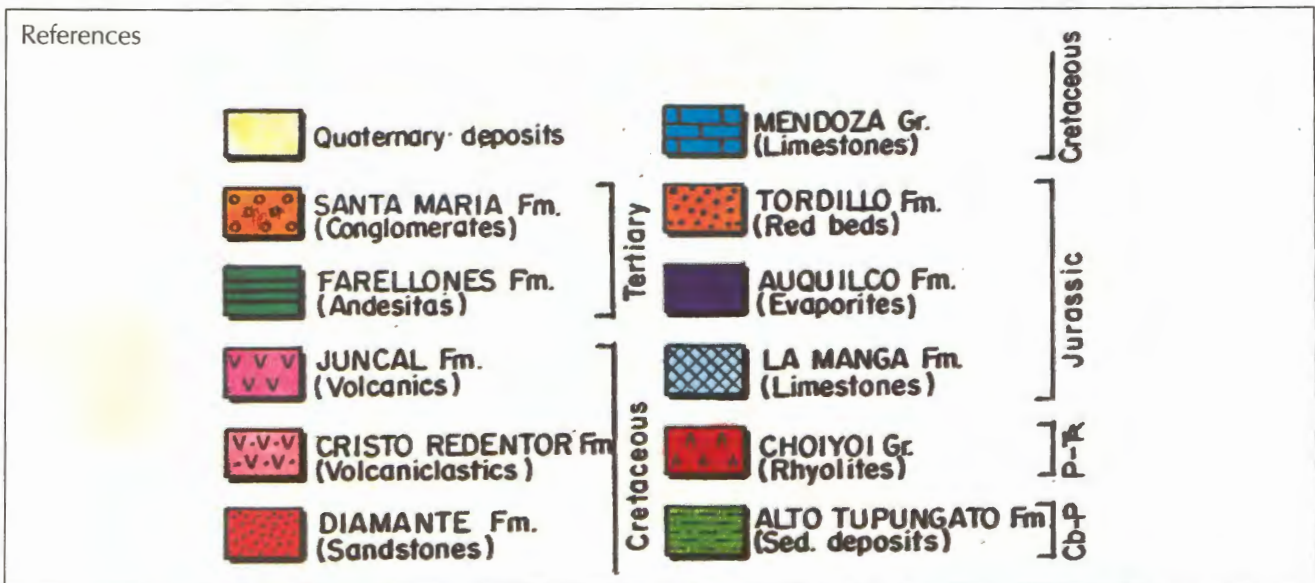 References
Quaternary deposits
SANTA MARIA Fm.
(Conglomerates)
FARELLONES Fm.
(Andesitas)
Tertiary
JUNCAL Fm.
(Volcanics)
CRISTO REDENTOR Fm
(Volcaniclastics)
DIAMANTE Fm.
(Sandstones)
Cretaceous
MENDOZA Gr.
(Limestones)
Cretaceous
TORDILLO Fm.
(Red beds)
AUQUILCO Fm.
(Evaporites)
LA MANGA Fm.
(Limestones)
Jurassic
CHOIYOI Gr.
(Rhyolites)
P-TR
ALTO TUPUNGATO Fm
(Sed. deposits)
Cb-P